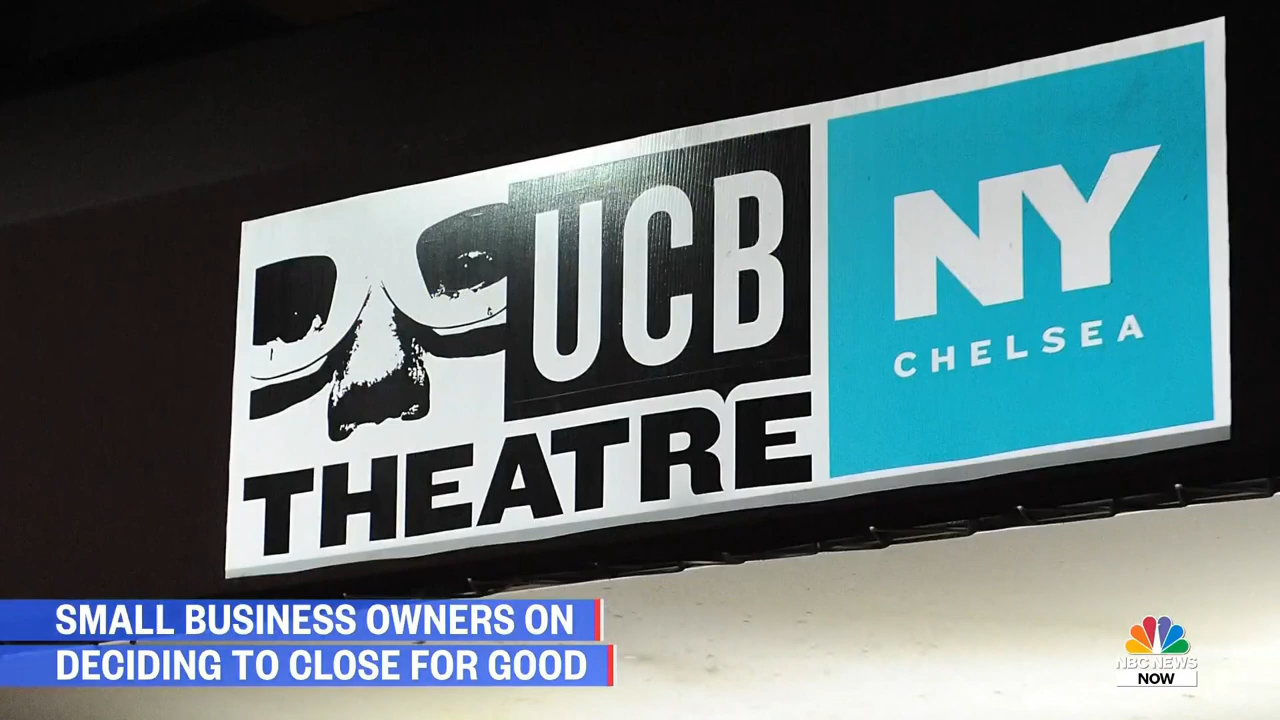 UCB
THEATRE
NY
CHELSEA
SMALL BUSINESS OWNERS ON
DECIDING TO CLOSE FOR GOOD
NBC NEWS
NOW